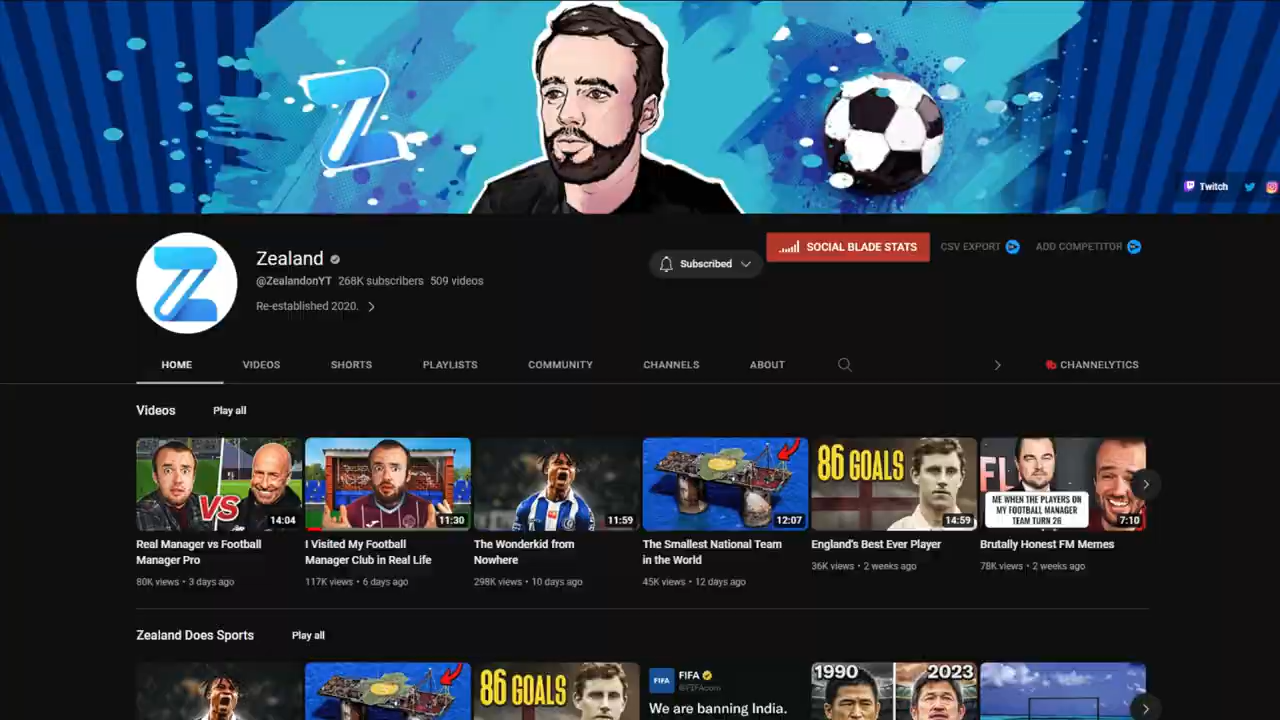 Z
Twitch
Z
Zealand
@ZealandonYT 268K subscribers 509 videos
Re-established 2020.
Subscribed
SOCIAL BLADE STATS
CSV EXPORT
ADD COMPETITOR
HOME
VIDEOS
SHORTS
PLAYLISTS
COMMUNITY
CHANNELS
ABOUT
CHANNELYTICS
Videos
Play all
VS
14:04
Real Manager vs Football
Manager Pro
80K views • 3 days ago
11:30
I Visited My Football
Manager Club in Real Life
117K views • 6 days ago
11:59
The Wonderkid from
Nowhere
298K views • 10 days ago
12:07
The Smallest National Team
in the World
45K views • 12 days ago
86 GOALS
14:59
England's Best Ever Player
36K views • 2 weeks ago
FL
ME WHEN THE PLAYERS ON
MY FOOTBALL MANAGER
TEAM TURN 26
7:10
Brutally Honest FM Memes
78K views • 2 weeks ago
Zealand Does Sports
Play all
86 GOALS
FIFA
FIFA
@FIFAcom
We are banning India.
1990
2023